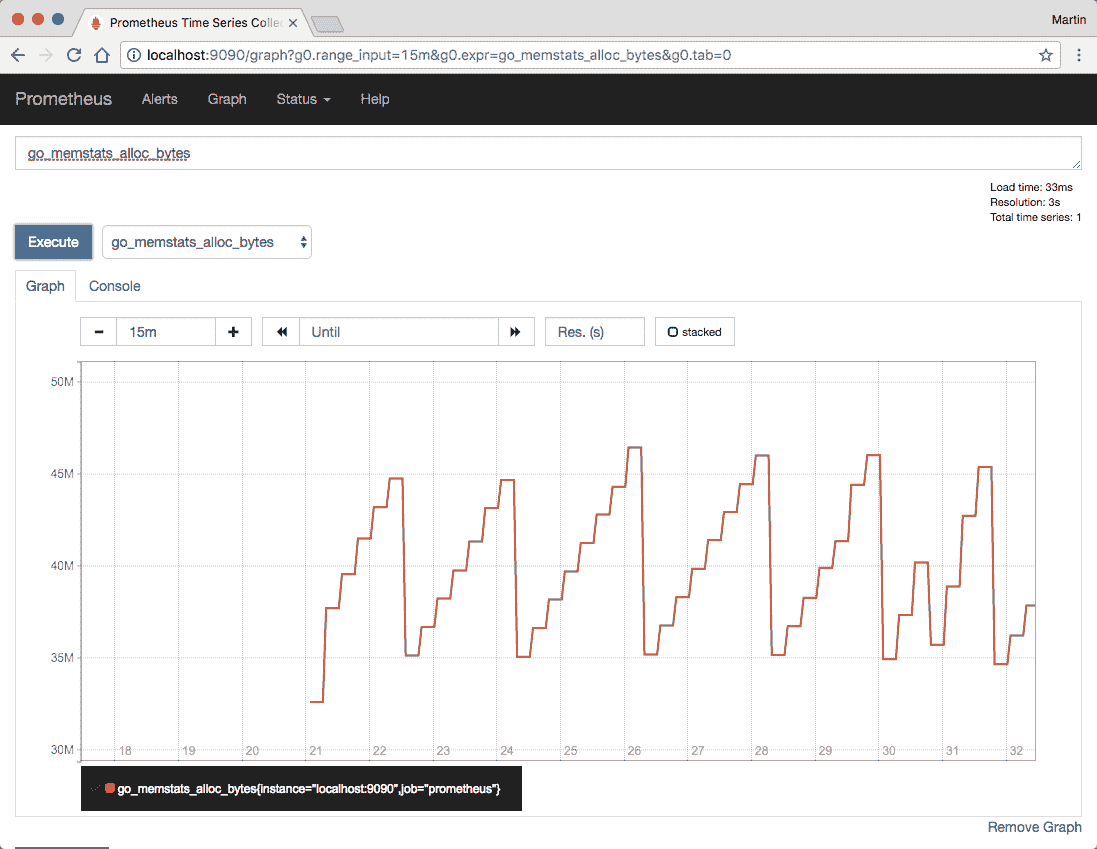 Prometheus Time Series Colle
Martin
localhost:9090/graph?g0.range_input=15m&g0.expr=go_memstats_alloc_bytes&g0.tab=0
Prometheus Alerts Graph Status Help
go_memstats_alloc_bytes
Load time: 33ms
Resolution: 3s
Total time series: 1
Execute go_memstats_alloc_bytes
Graph Console
15m Until Res. (s) stacked
50M
45M
40M
35M
30M
18 19 20 21 22 23 24 25 26 27 28 29 30 31 32
go_memstats_alloc_bytes{instance="localhost:9090",job="prometheus"}
Remove Graph